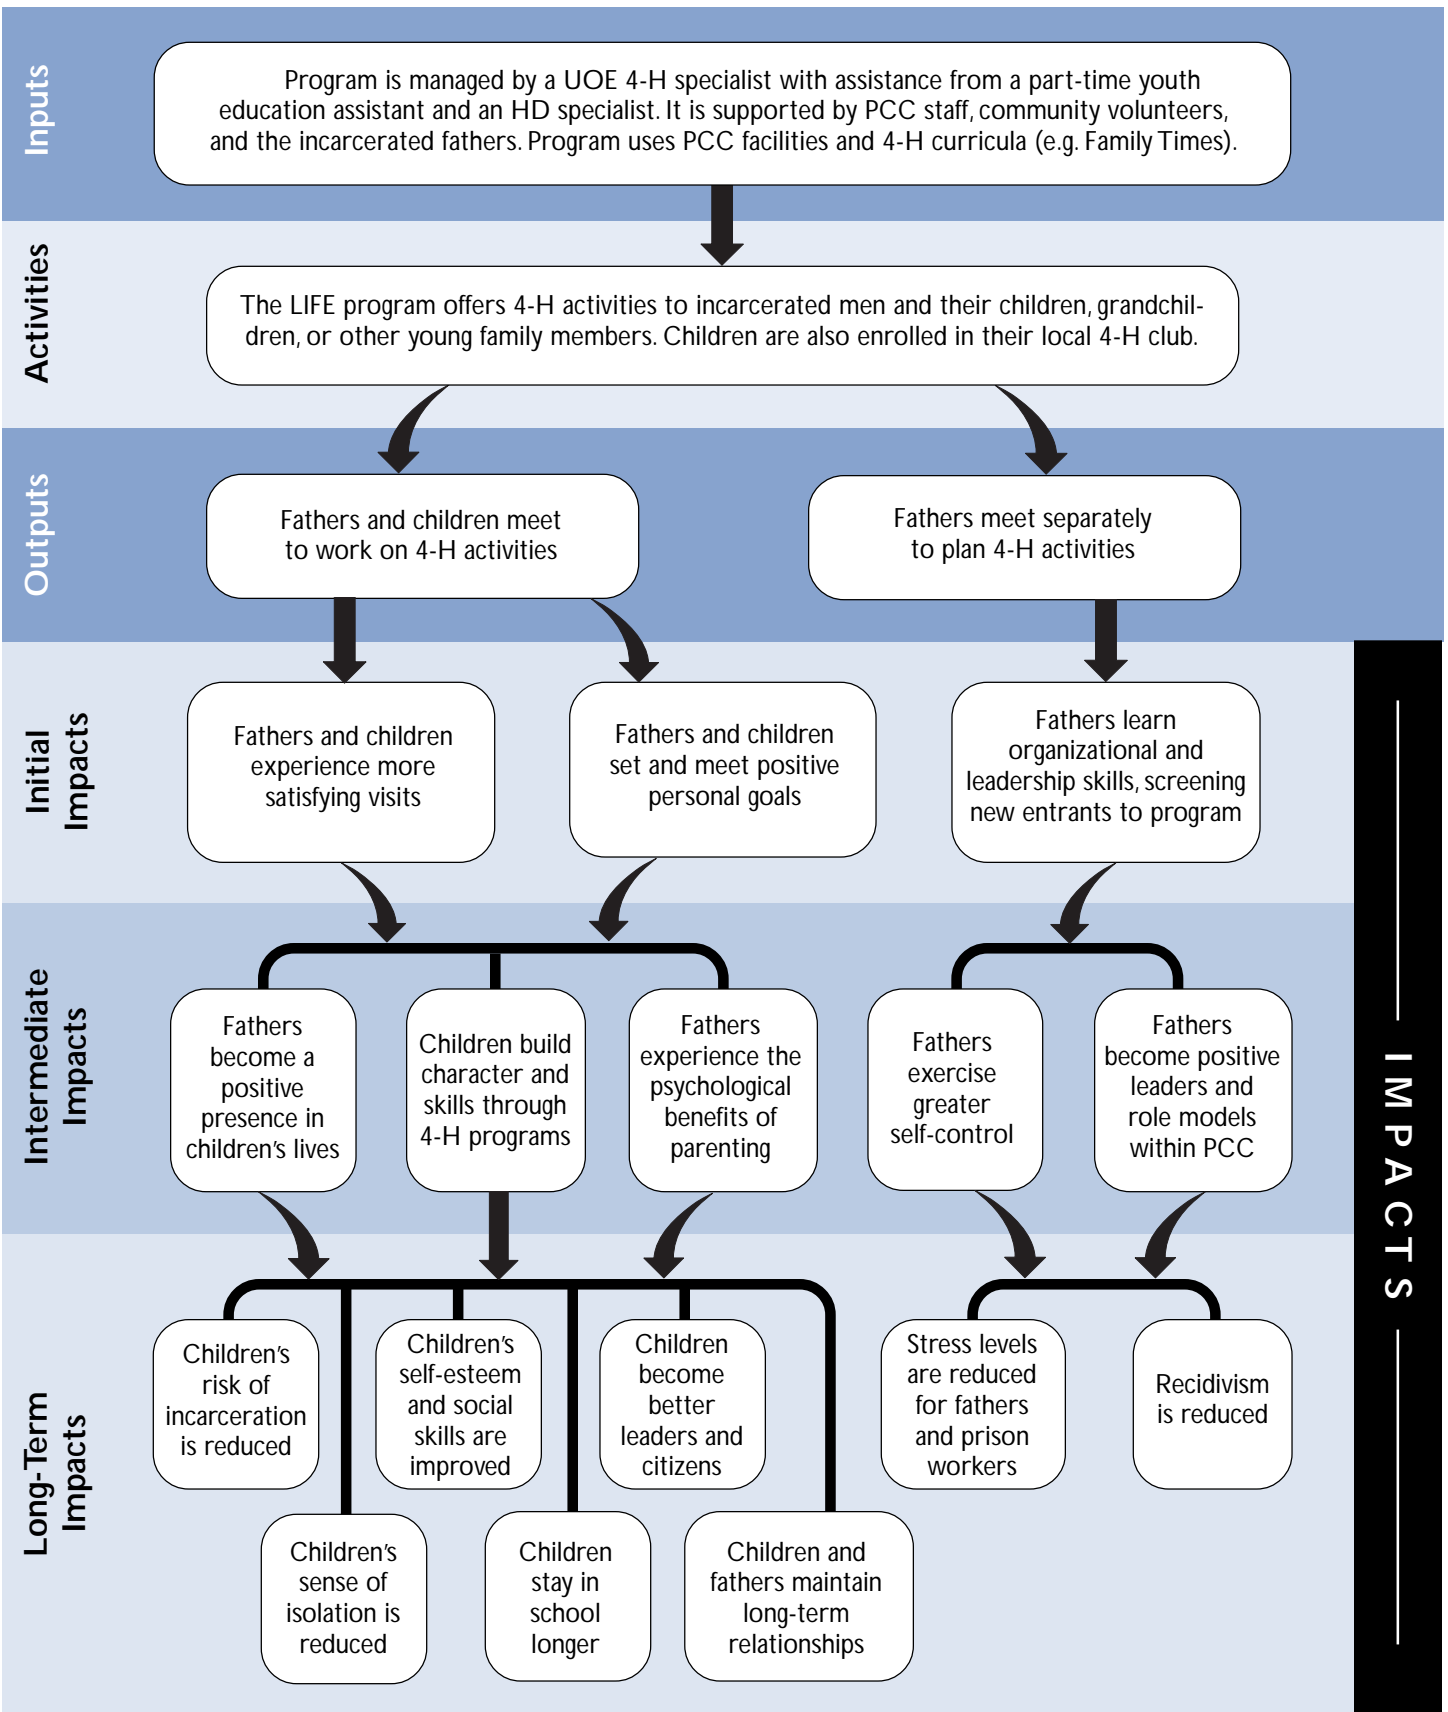 Inputs
Program is managed by a UOE 4-H specialist with assistance from a part-time youth
education assistant and an HD specialist. It is supported by PCC staff, community volunteers,
and the incarcerated fathers. Program uses PCC facilities and 4-H curricula (e.g. Family Times).
Activities
The LIFE program offers 4-H activities to incarcerated men and their children, grandchil-
dren, or other young family members. Children are also enrolled in their local 4-H club.
Outputs
Fathers and children meet
to work on 4-H activities
Fathers meet separately
to plan 4-H activities
IMPACTS
Initial
Impacts
Fathers and children
experience more
satisfying visits
Fathers and children
set and meet positive
personal goals
Fathers learn
organizational and
leadership skills, screening
new entrants to program
Intermediate
Impacts
Fathers
become a
positive
presence in
children's lives
Children build
character and
skills through
4-H programs
Fathers
experience the
psychological
benefits of
parenting
Fathers
exercise
greater
self-control
Fathers
become positive
leaders and
role models
within PCC
Long-Term
Impacts
Children's
risk of
incarceration
is reduced
Children's
self-esteem
and social
skills are
improved
Children
become
better
leaders and
citizens
Stress levels
are reduced
for fathers
and prison
workers
Recidivism
is reduced
Children's
sense of
isolation is
reduced
Children
stay in
school
longer
Children and
fathers maintain
long-term
relationships